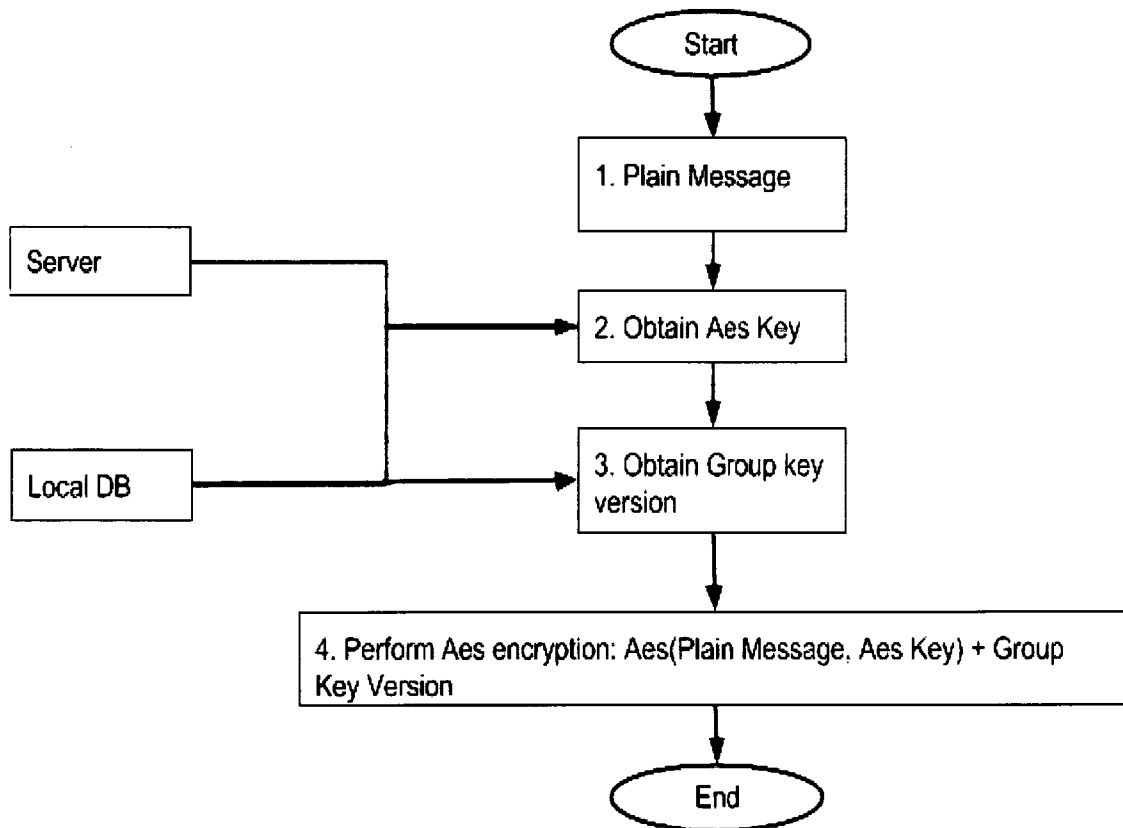 Start
1. Plain Message
Server
2. Obtain Aes Key
3. Obtain Group key
version
Local DB
4. Perform Aes encryption: Aes(Plain Message, Aes Key) + Group
Key Version
End